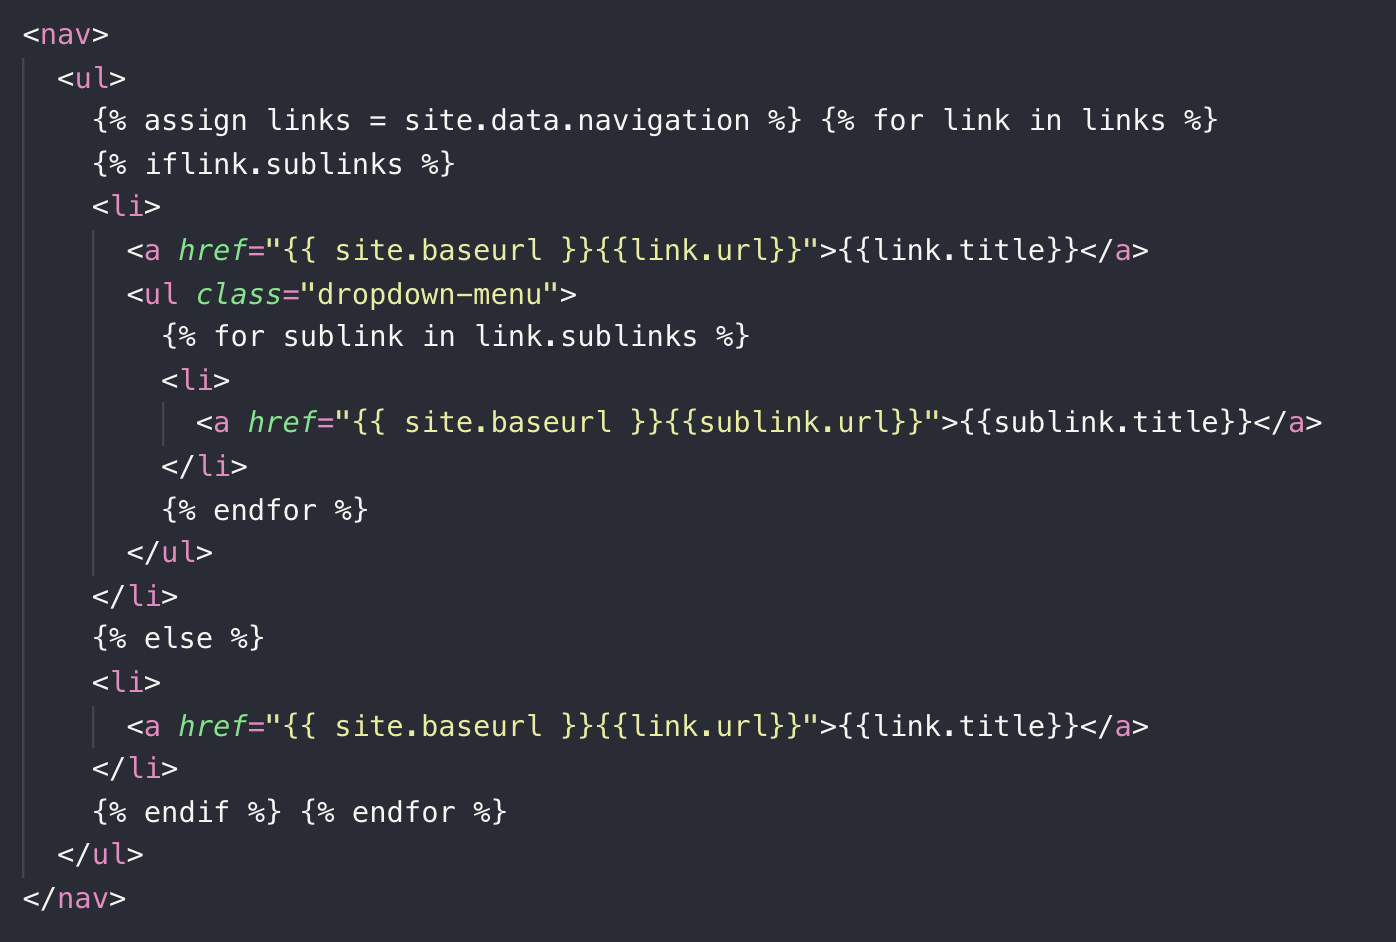 <nav>
<ul>
{% assign links = site.data.navigation %} {% for link in links %}
{% iflink.sublinks %}
<li>
<a href="{{ site.baseurl }}{{link.url}}">{{link.title}}</a>
<ul class="dropdown-menu">
{% for sublink in link.sublinks %}
<li>
<a href="{{ site.baseurl }}{{sublink.url}}">{{sublink.title}}</a>
</li>
{% endfor %}
</ul>
</li>
{% else %}
<li>
<a href="{{ site.baseurl }}{{link.url}}">{{link.title}}</a>
</li>
{% endif %} {% endfor %}
</ul>
</nav>